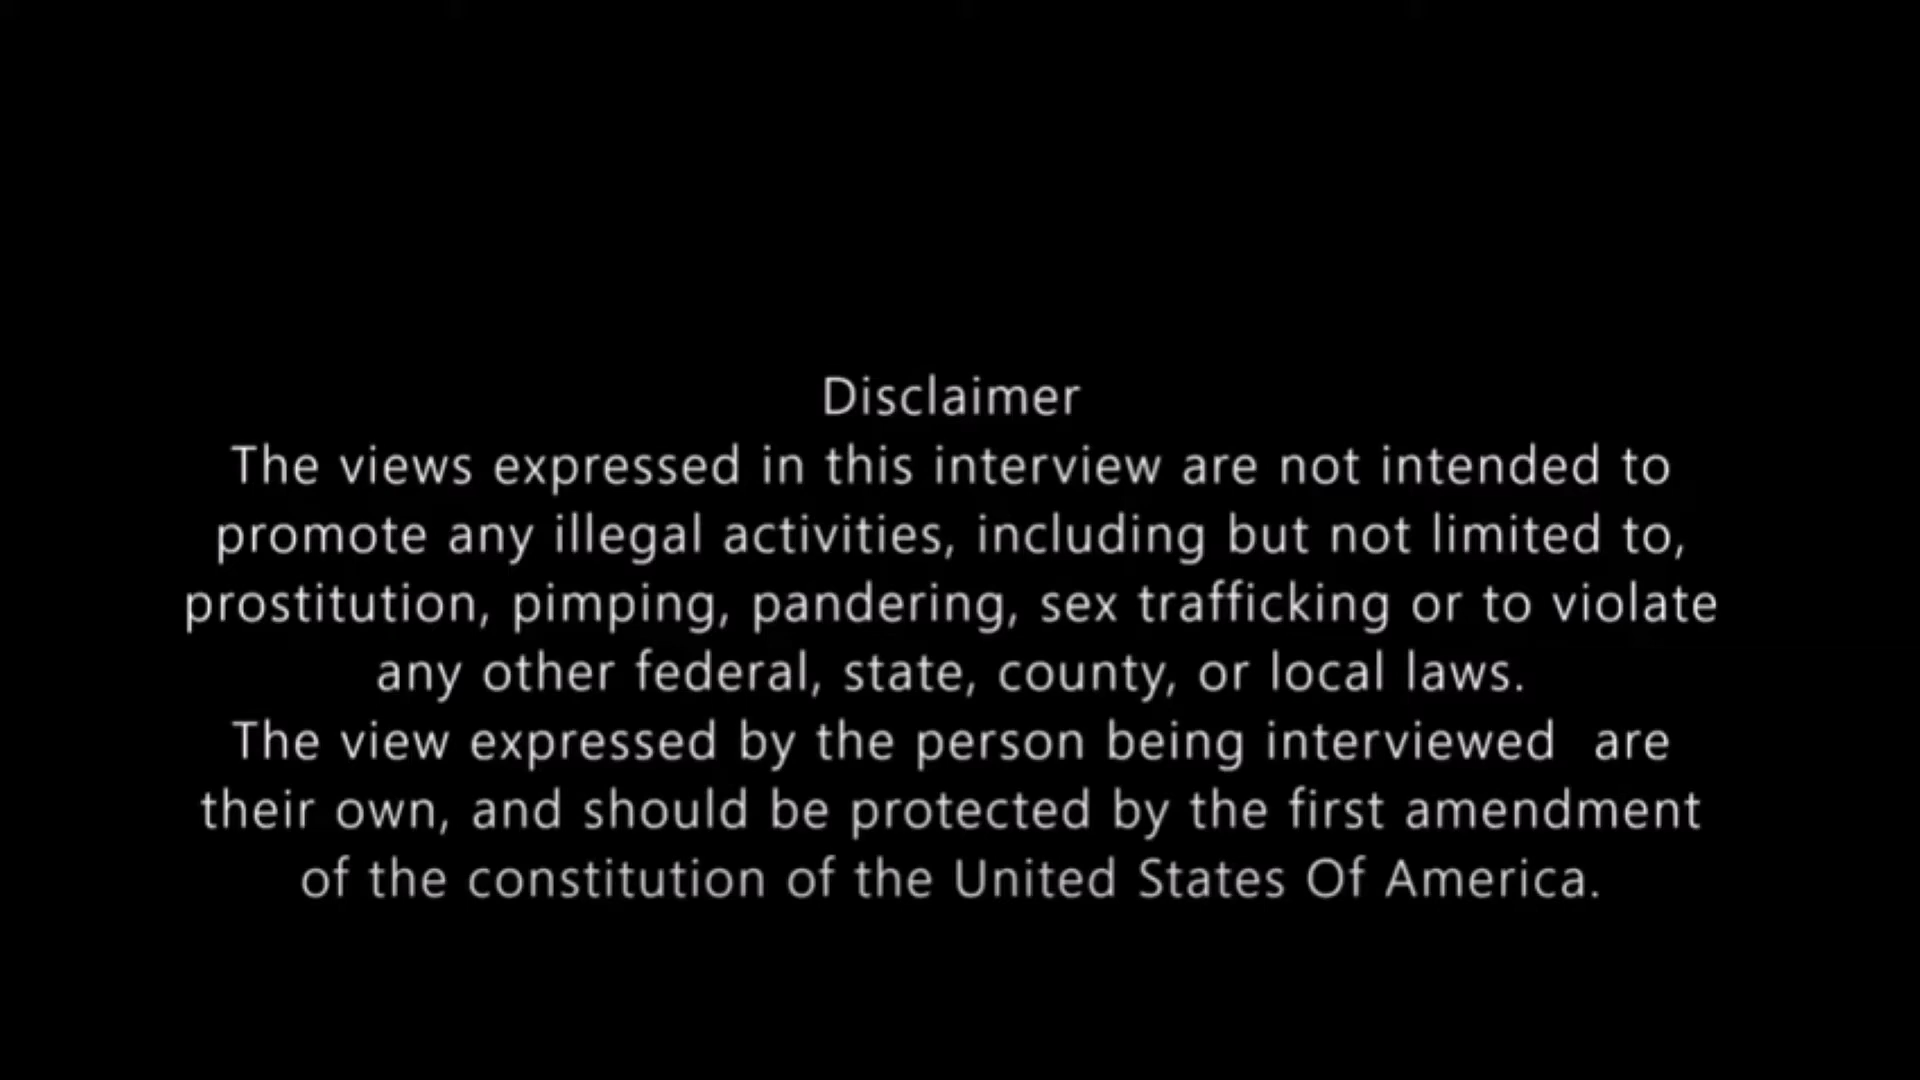 Disclaimer
The views expressed in this interview are not intended to
promote any illegal activities, including but not limited to,
prostitution, pimping, pandering, sex trafficking or to violate
any other federal, state, county, or local laws.
The view expressed by the person being interviewed  are
their own, and should be protected by the first amendment
of the constitution of the United States Of America.